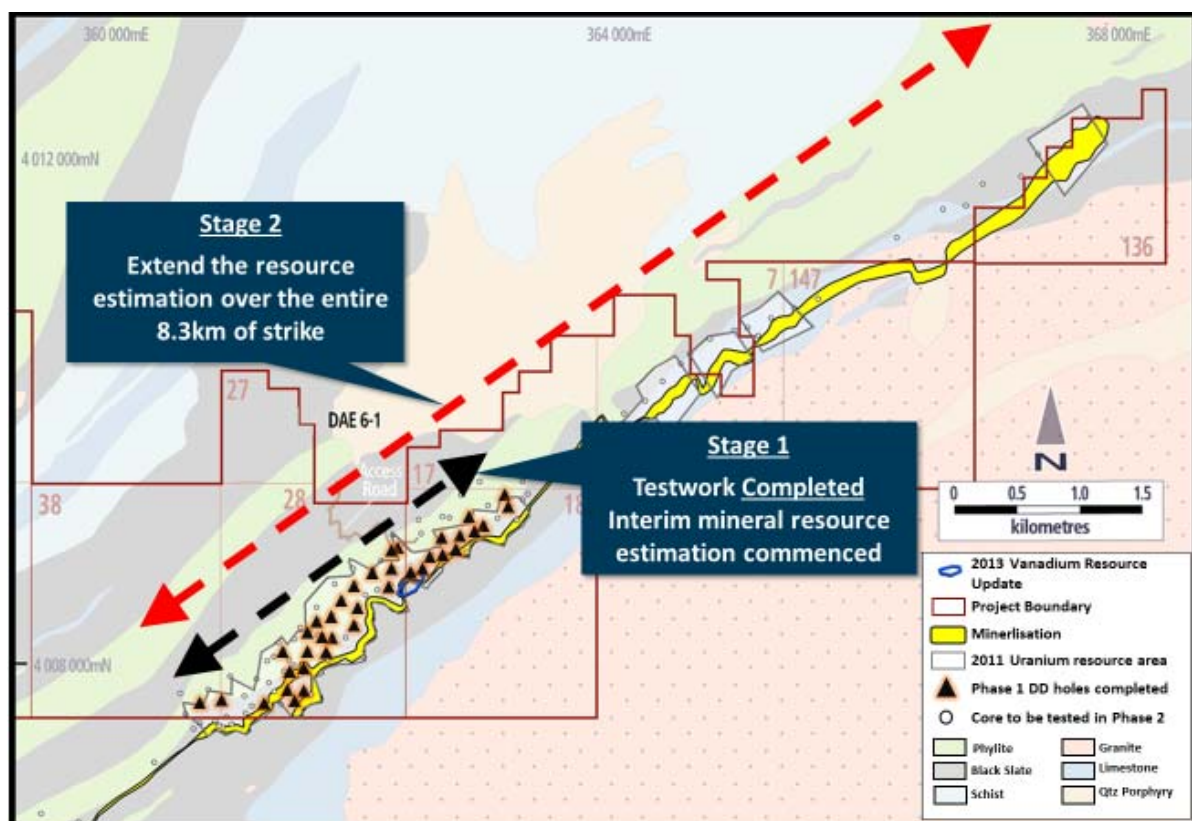 360 000mE
364 000mE
368 000mE
4 012 000mN
Stage 2
Extend the resource
estimation over the entire
8.3km of strike
136
7
147
27
DAE 6-1
Access
Road
17
Stage 1
Testwork Completed
Interim mineral resource
estimation commenced
38
28
18
4 008 000mN
N
0 0.5 1.0 1.5
kilometres
2013 Vanadium Resource
Update
Project Boundary
Minerlisation
2011 Uranium resource area
Phase 1 DD holes completed
Core to be tested in Phase 2
Phylite
Granite
Black Slate
Limestone
Schist
Qtz Porphyry